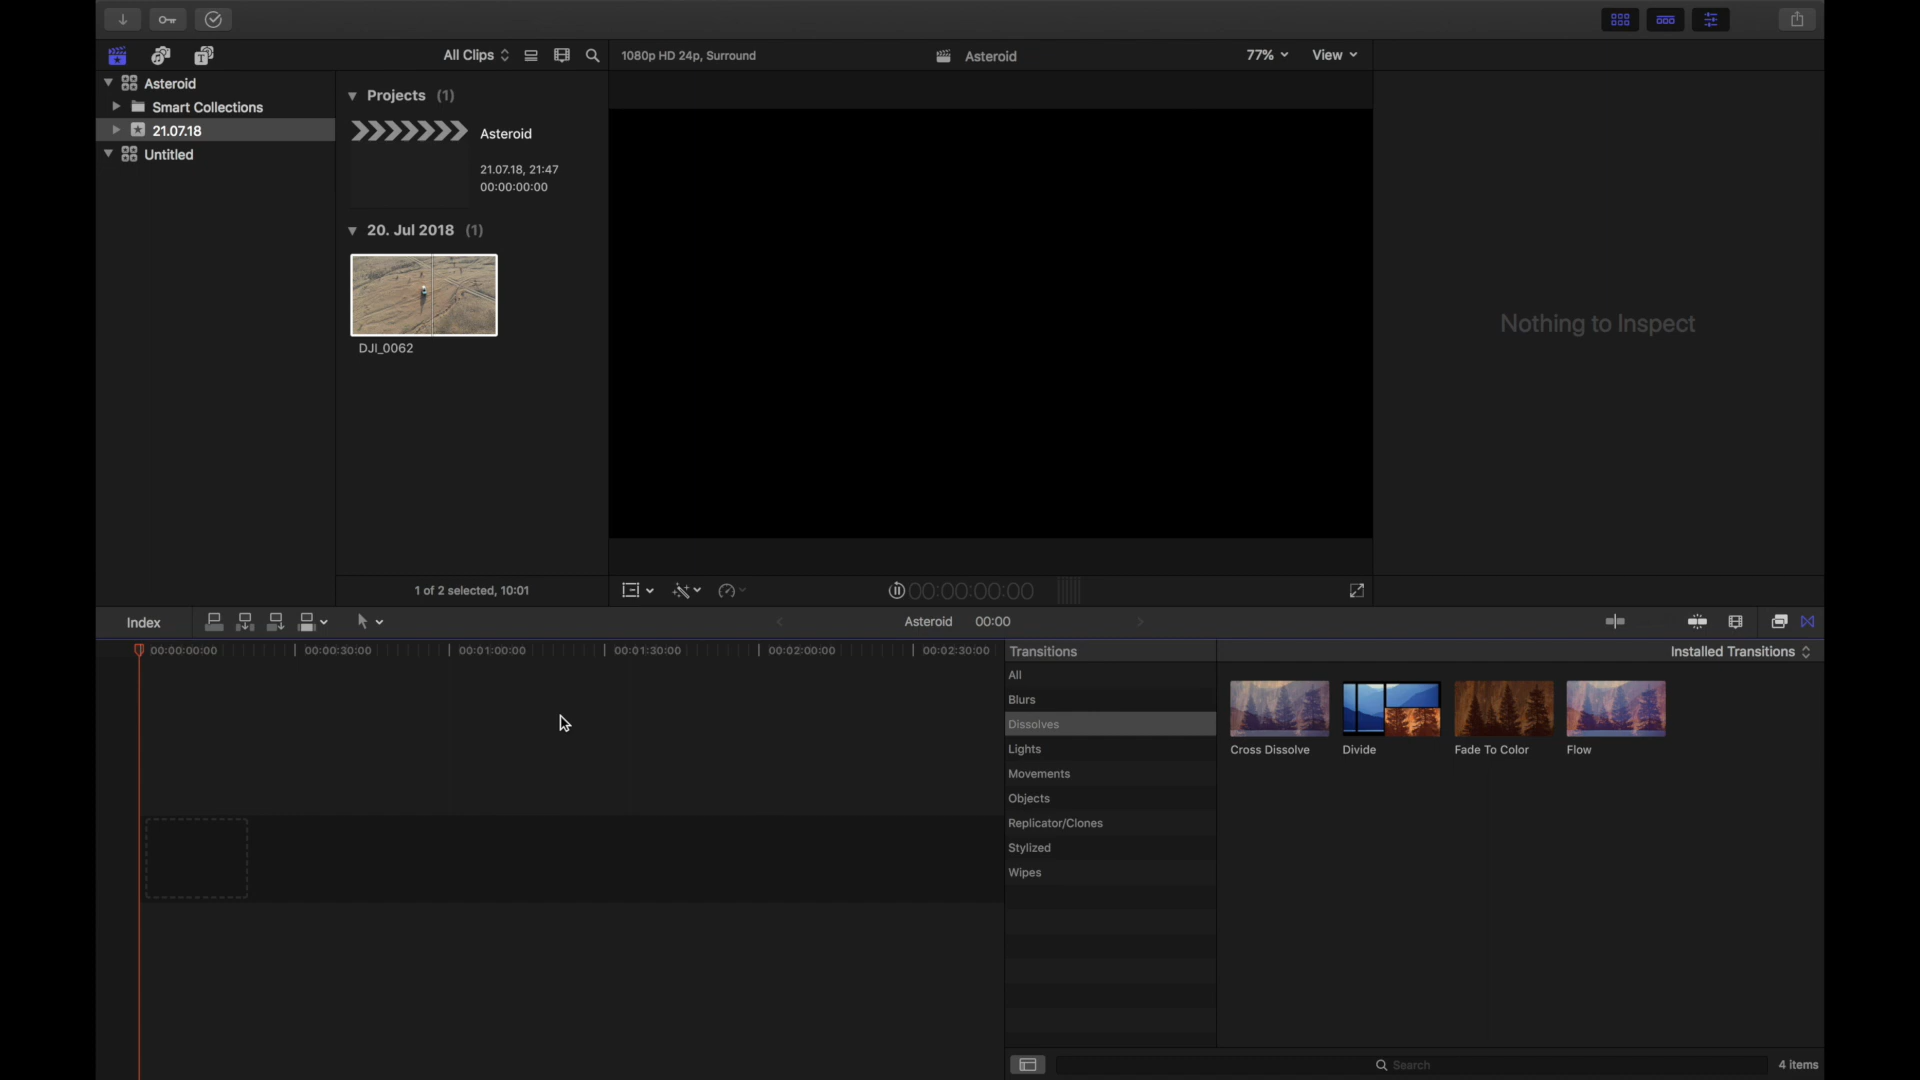 All Clips
1080p HD 24p, Surround
Asteroid
77%
View
Asteroid
Smart Collections
21.07.18
Untitled
Projects (1)
Asteroid
21.07.18, 21:47
00:00:00:00
20. Jul 2018 (1)
DJI_0062
Nothing to Inspect
1 of 2 selected, 10:01
00:00:00:00
Index
Asteroid 00:00
00:00:00:00
00:00:30:00
00:01:00:00
00:01:30:00
00:02:00:00
00:02:30:00
Transitions
Installed Transitions
All
Blurs
Dissolves
Lights
Movements
Objects
Replicator/Clones
Stylized
Wipes
Cross Dissolve
Divide
Fade To Color
Flow
Search
4 items